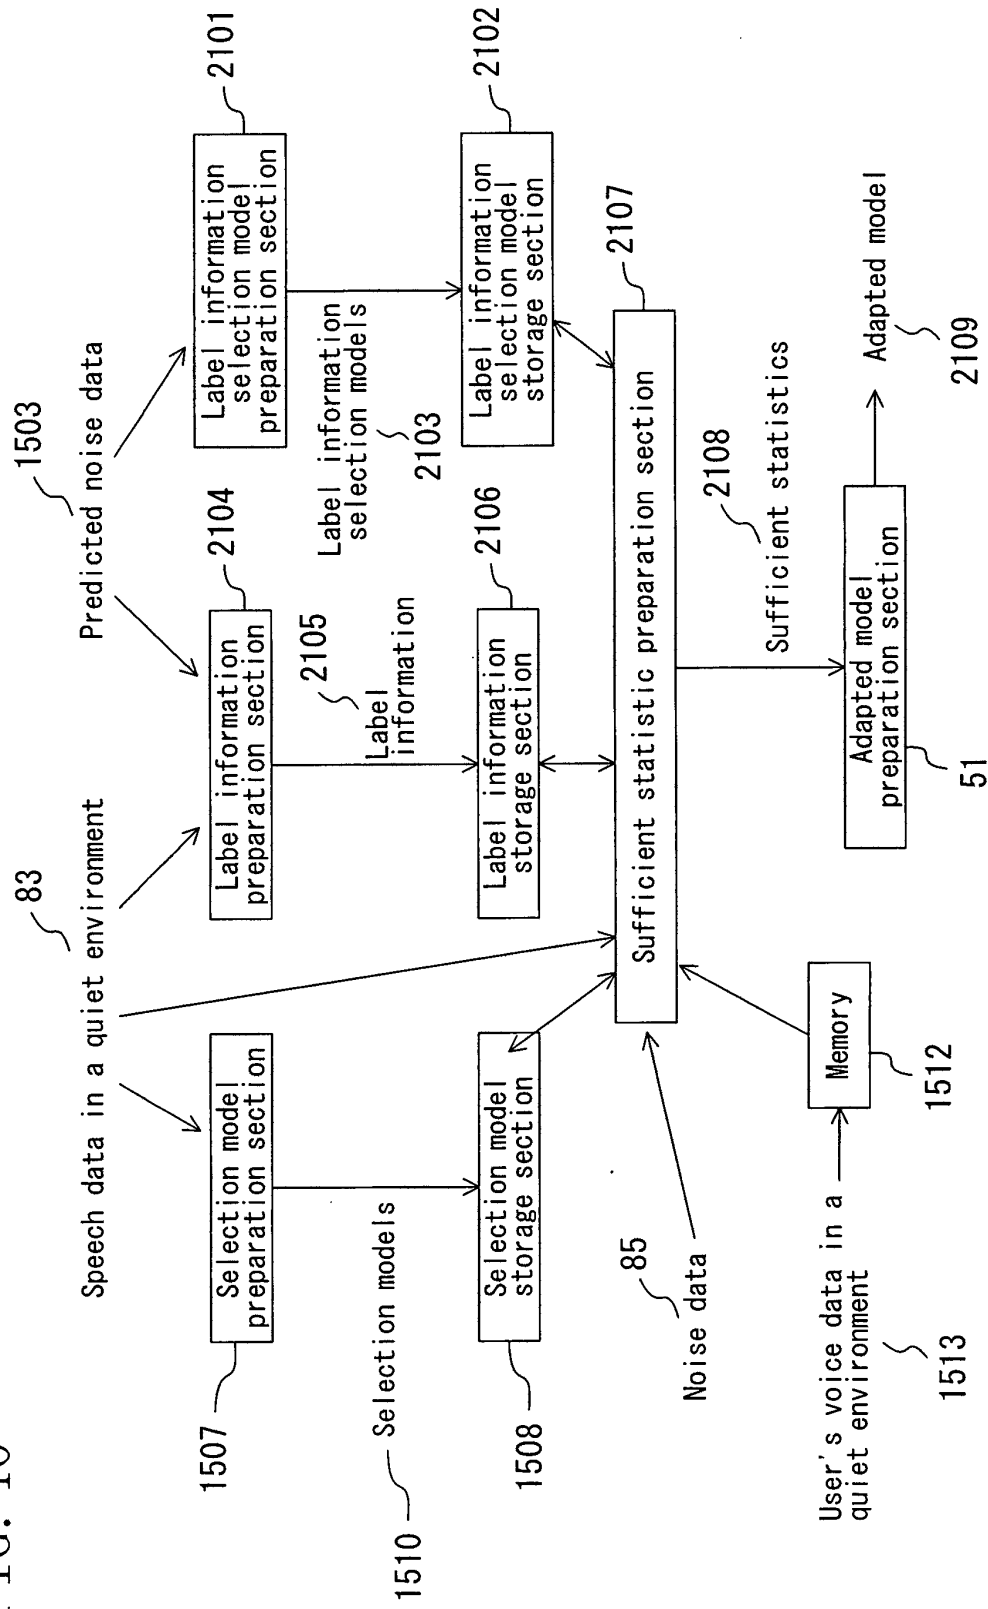 FIG.
83
Speech data in a quiet environment
1503
Predicted noise data
1507
Selection model
preparation section
2104
Label information
preparation section
2101
Label information
selection model
preparation section
1510
Selection models
2105
Label
information
Label information
selection models
2103
1508
Selection model
storage section
2106
Label information
storage section
2102
Label information
selection model
storage section
2107
Sufficient statistic preparation section
85
Noise data
2108
Sufficient statistics
User's voice data in a
quiet environment
1513
Memory
1512
Adapted model
preparation section
51
Adapted model
2109